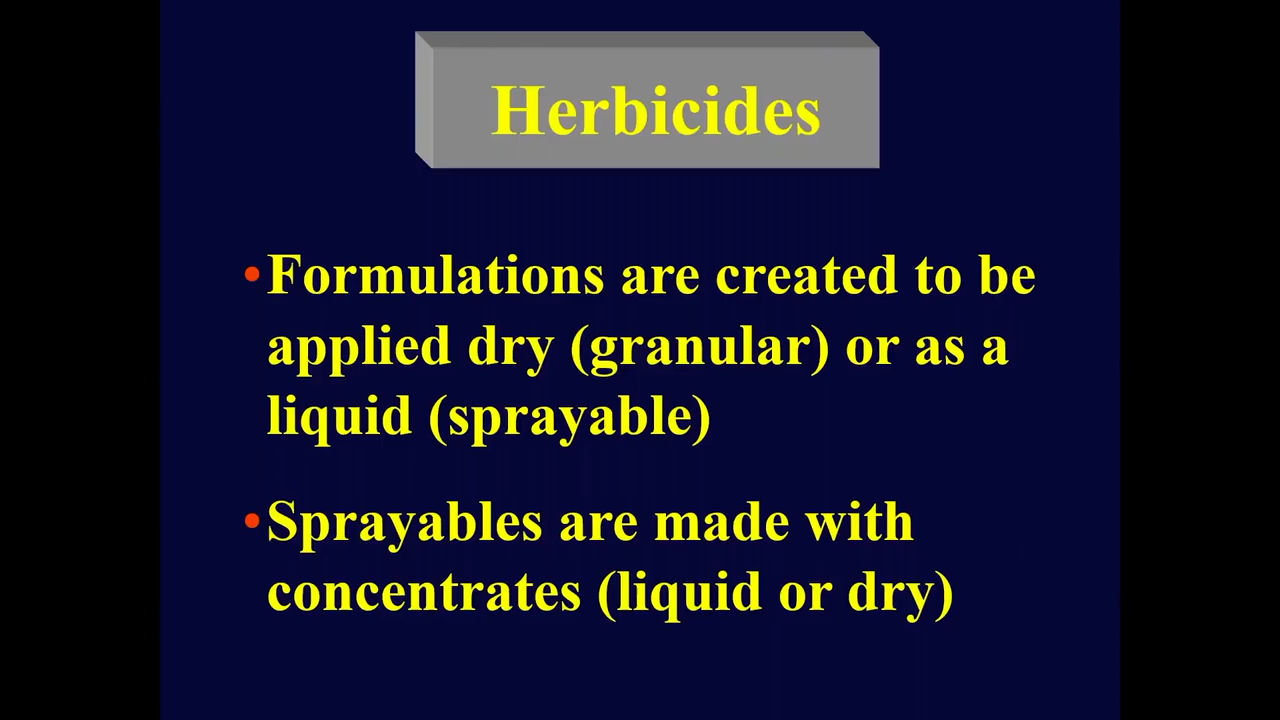 Herbicides
•Formulations are created to be
applied dry (granular) or as a
liquid (sprayable)
•Sprayables are made with
concentrates (liquid or dry)